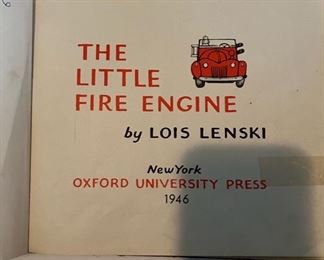 THE
LITTLE
FIRE ENGINE
by LOIS LENSKI
New York
OXFORD UNIVERSITY PRESS
1946